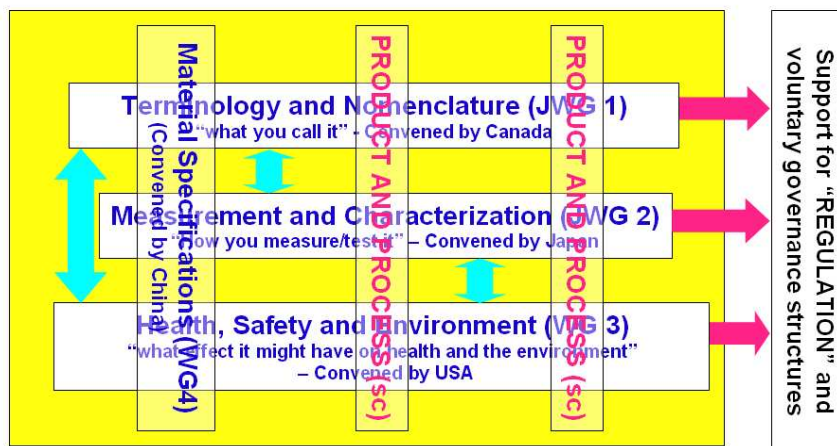 Terminology and Nomenclature (JWG 1)
“what you call it” - Convened by Canada
Measurement and Characterization (JWG 2)
“How you measure/test it” – Convened by Japan
Health, Safety and Environment (WG 3)
“what effect it might have on health and the environment”
– Convened by USA
Material Specifications (WG4)
(Convened by China)
PRODUCT AND PROCESS (sc)
PRODUCT AND PROCESS (sc)
Support for “REGULATION” and
voluntary governance structures